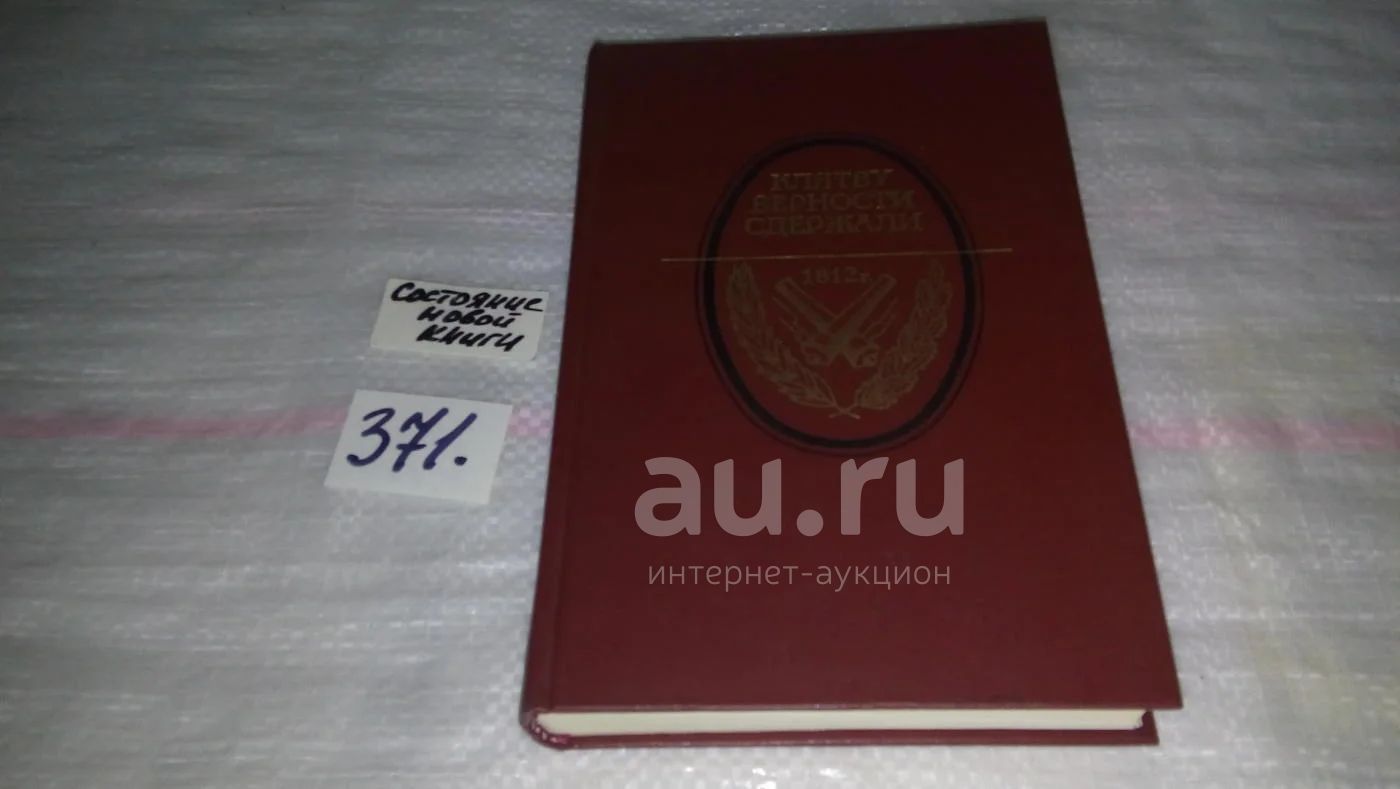 КЛЯТВУ
ВЕРНОСТИ
СДЕРЖАЛИ
1812 г.
Состояние
новой
книги
371.
au.ru
интернет-аукцион